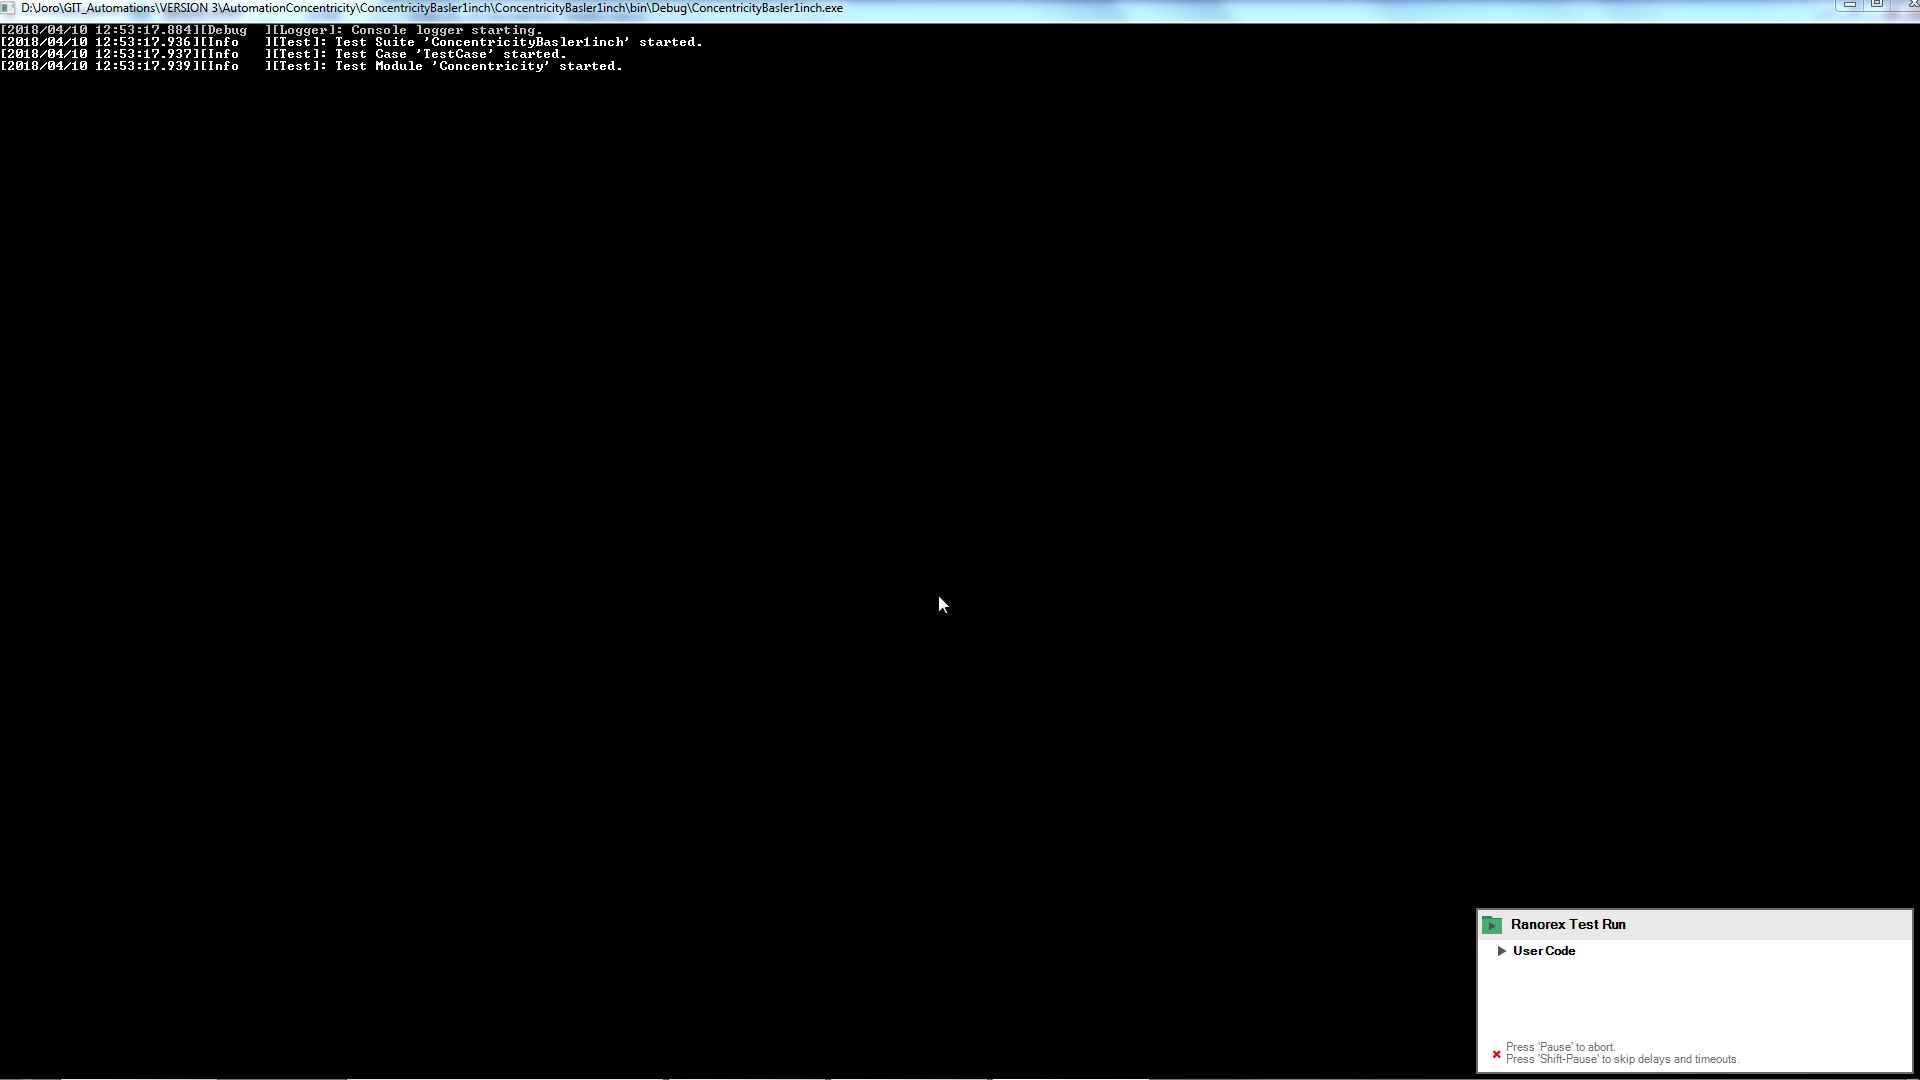 D:\Joro\GIT_Automations\VERSION 3\AutomationConcentricity\ConcentricityBasler1inch\ConcentricityBasler1inch\bin\Debug\ConcentricityBasler1inch.exe
[2018/04/10 12:53:17.884][Debug  ][Logger]: Console logger starting.
[2018/04/10 12:53:17.936][Info   ][Test]: Test Suite 'ConcentricityBasler1inch' started.
[2018/04/10 12:53:17.937][Info   ][Test]: Test Case 'TestCase' started.
[2018/04/10 12:53:17.939][Info   ][Test]: Test Module 'Concentricity' started.
Ranorex Test Run
User Code
Press 'Pause' to abort.
Press 'Shift-Pause' to skip delays and timeouts.